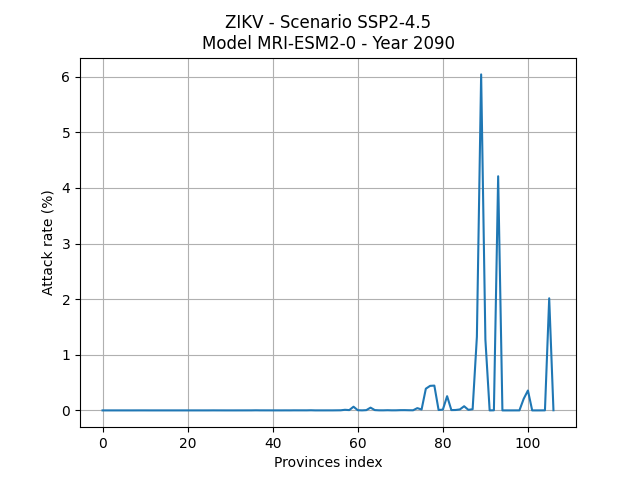 ZIKV - Scenario SSP2-4.5
Model MRI-ESM2-0 - Year 2090
Attack rate (%)
6
5
4
3
2
1
0
0 20 40 60 80 100
Provinces index